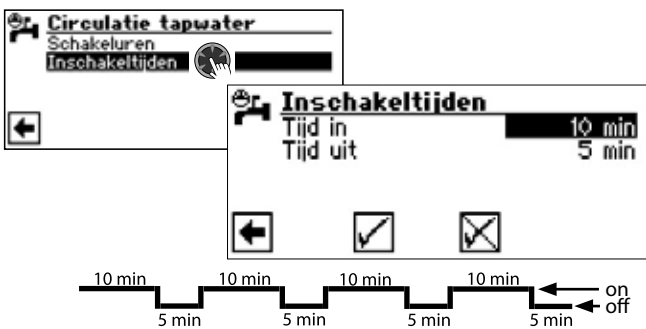 Circulatie tapwater
Schakeluren
Inschakeltijden
Inschakeltijden
Tijd in 10 min
Tijd uit 5 min
10 min 10 min 10 min 10 min
on
off
5 min 5 min 5 min 5 min